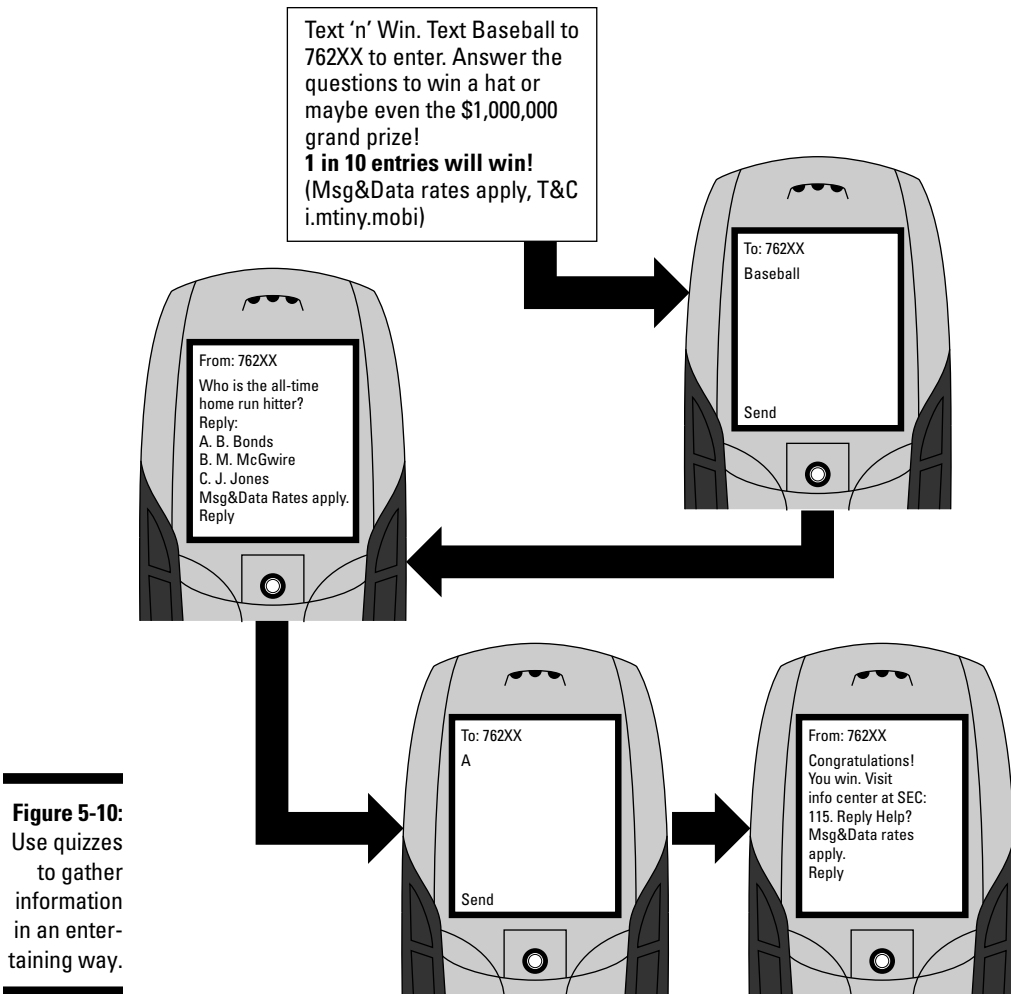 Text ‘n’ Win. Text Baseball to
762XX to enter. Answer the
questions to win a hat or
maybe even the $1,000,000
grand prize!
1 in 10 entries will win!
(Msg&Data rates apply, T&C
i.mtiny.mobi)
To: 762XX
Baseball
Send
From: 762XX
Who is the all-time
home run hitter?
Reply:
A. B. Bonds
B. M. McGwire
C. J. Jones
Msg&Data Rates apply.
Reply
To: 762XX
A
Send
From: 762XX
Congratulations!
You win. Visit
info center at SEC:
115. Reply Help?
Msg&Data rates
apply.
Reply
Figure 5-10:
Use quizzes
to gather
information
in an enter-
taining way.